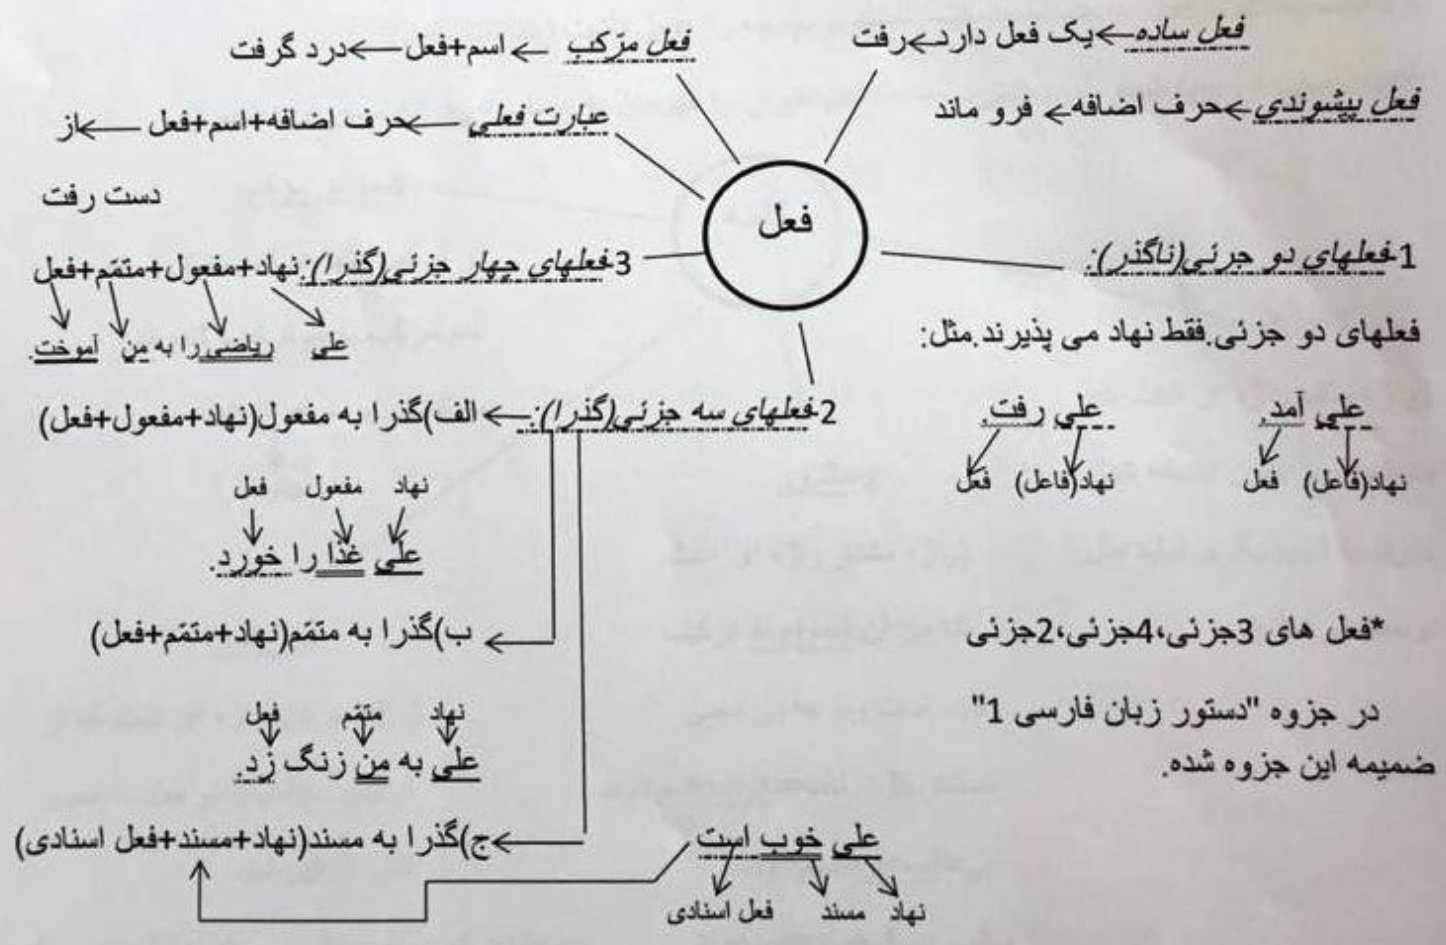 فعل ساده←یک فعل دارد←رفت
فعل پیشوندی←حرف اضافه← فرو ماند
فعل مرّکب ← اسم+فعل ←درد گرفت
عبارت فعلی ←حرف اضافه+اسم+فعل ←از
دست رفت
فعل
1-فعلهای دو جرئی(ناگذر):
فعلهای دو جزئی.فقط نهاد می پذیرند.مثل:
علی آمد. علی رفت.
نهاد(فاعل) فعل نهاد(فاعل) فعل
*فعل های 3جزئی،4جزئی،2جزئی
در جزوه "دستور زبان فارسی 1"
ضمیمه این جزوه شده.
3-فعلهای چهار جزئی(گذرا):نهاد+مفعول+متمّم+فعل
علی ریاضی را به من آموخت.
2-فعلهای سه جزئی(گذرا):←الف)گذرا به مفعول(نهاد+مفعول+فعل)
نهاد مفعول فعل
علی غذا را خورد.
ب)گذرا به متمّم(نهاد+متمّم+فعل)
نهاد متمّم فعل
علی به من زنگ زد.
ج)گذرا به مسند(نهاد+مسند+فعل اسنادی)
علی خوب است
نهاد مسند فعل اسنادی